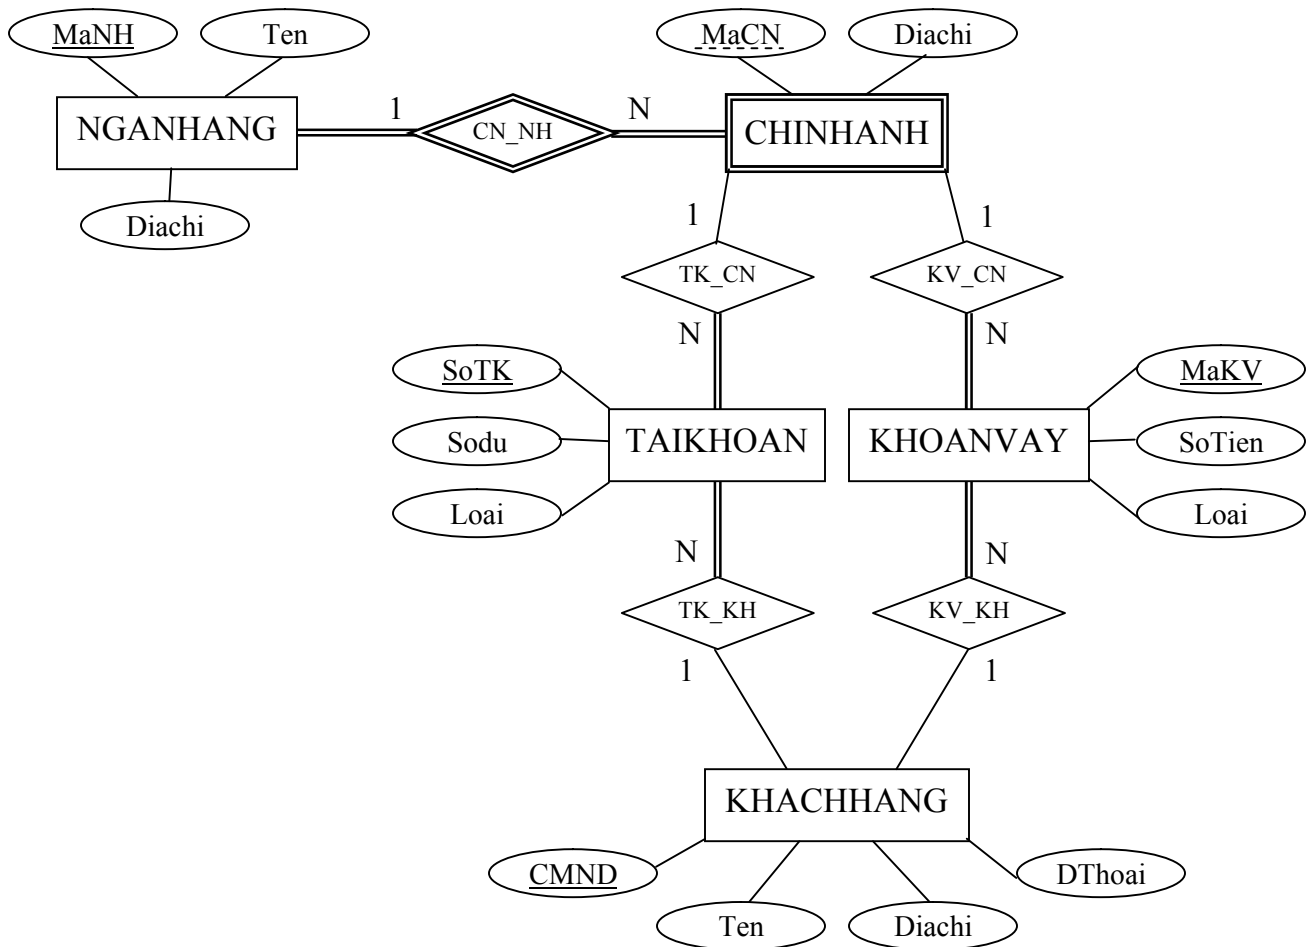 MaNH
Ten
MaCN
Diachi
NGANHANG
1
CN_NH
N
CHINHANH
Diachi
1
1
TK_CN
KV_CN
N
N
SoTK
MaKV
Sodu
TAIKHOAN
KHOANVAY
SoTien
Loai
Loai
N
N
TK_KH
KV_KH
1
1
KHACHHANG
CMND
DThoai
Ten
Diachi